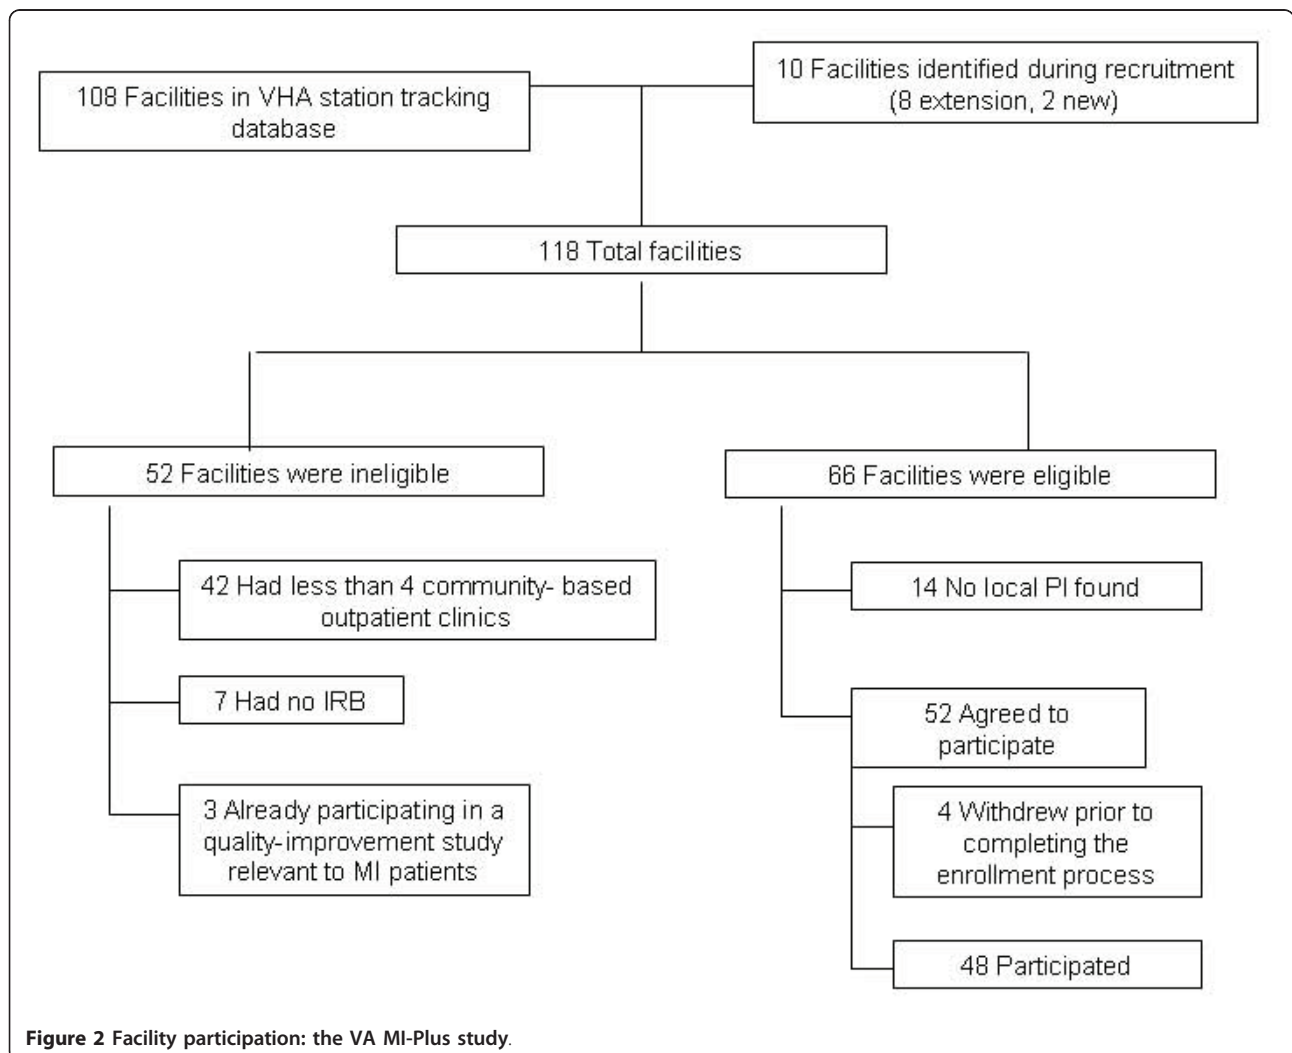 108 Facilities in VHA station tracking
database
10 Facilities identified during recruitment
(8 extension, 2 new)
118 Total facilities
52 Facilities were ineligible
66 Facilities were eligible
42 Had less than 4 community- based
outpatient clinics
14 No local PI found
7 Had no IRB
52 Agreed to
participate
3 Already participating in a
quality-improvement study
relevant to MI patients
4 Withdrew prior to
completing the
enrollment process
48 Participated
Figure 2 Facility participation: the VA MI-Plus study.